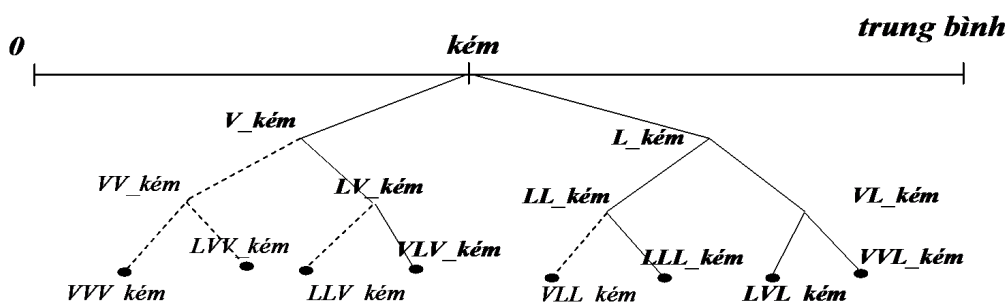 0
kém
trung bình
V_kém
L_kém
VV_kém
LV_kém
LL_kém
VL_kém
LVV_kém
VLV_kém
LLL_kém
VVL_kém
VVV_kém
LLV_kém
VLL_kém
LVL_kém